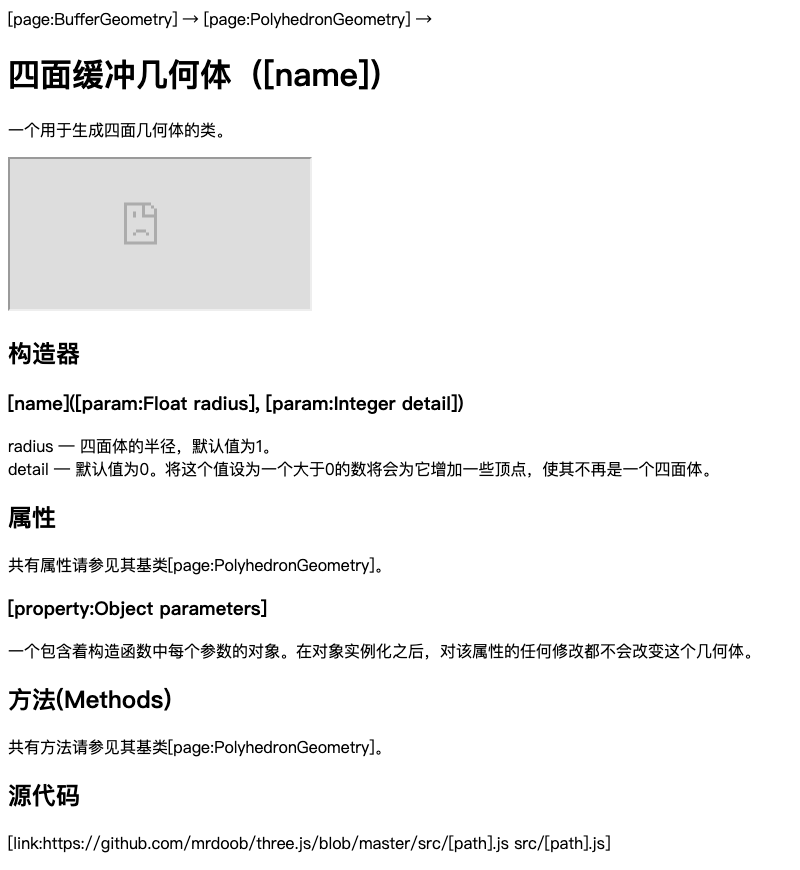 [page:BufferGeometry] → [page:PolyhedronGeometry] →
四面缓冲几何体（[name]）
一个用于生成四面几何体的类。
构造器
[name]([param:Float radius], [param:Integer detail])
radius — 四面体的半径，默认值为1。
detail — 默认值为0。将这个值设为一个大于0的数将会为它增加一些顶点，使其不再是一个四面体。
属性
共有属性请参见其基类[page:PolyhedronGeometry]。
[property:Object parameters]
一个包含着构造函数中每个参数的对象。在对象实例化之后，对该属性的任何修改都不会改变这个几何体。
方法(Methods)
共有方法请参见其基类[page:PolyhedronGeometry]。
源代码
[link:https://github.com/mrdoob/three.js/blob/master/src/[path].js src/[path].js]